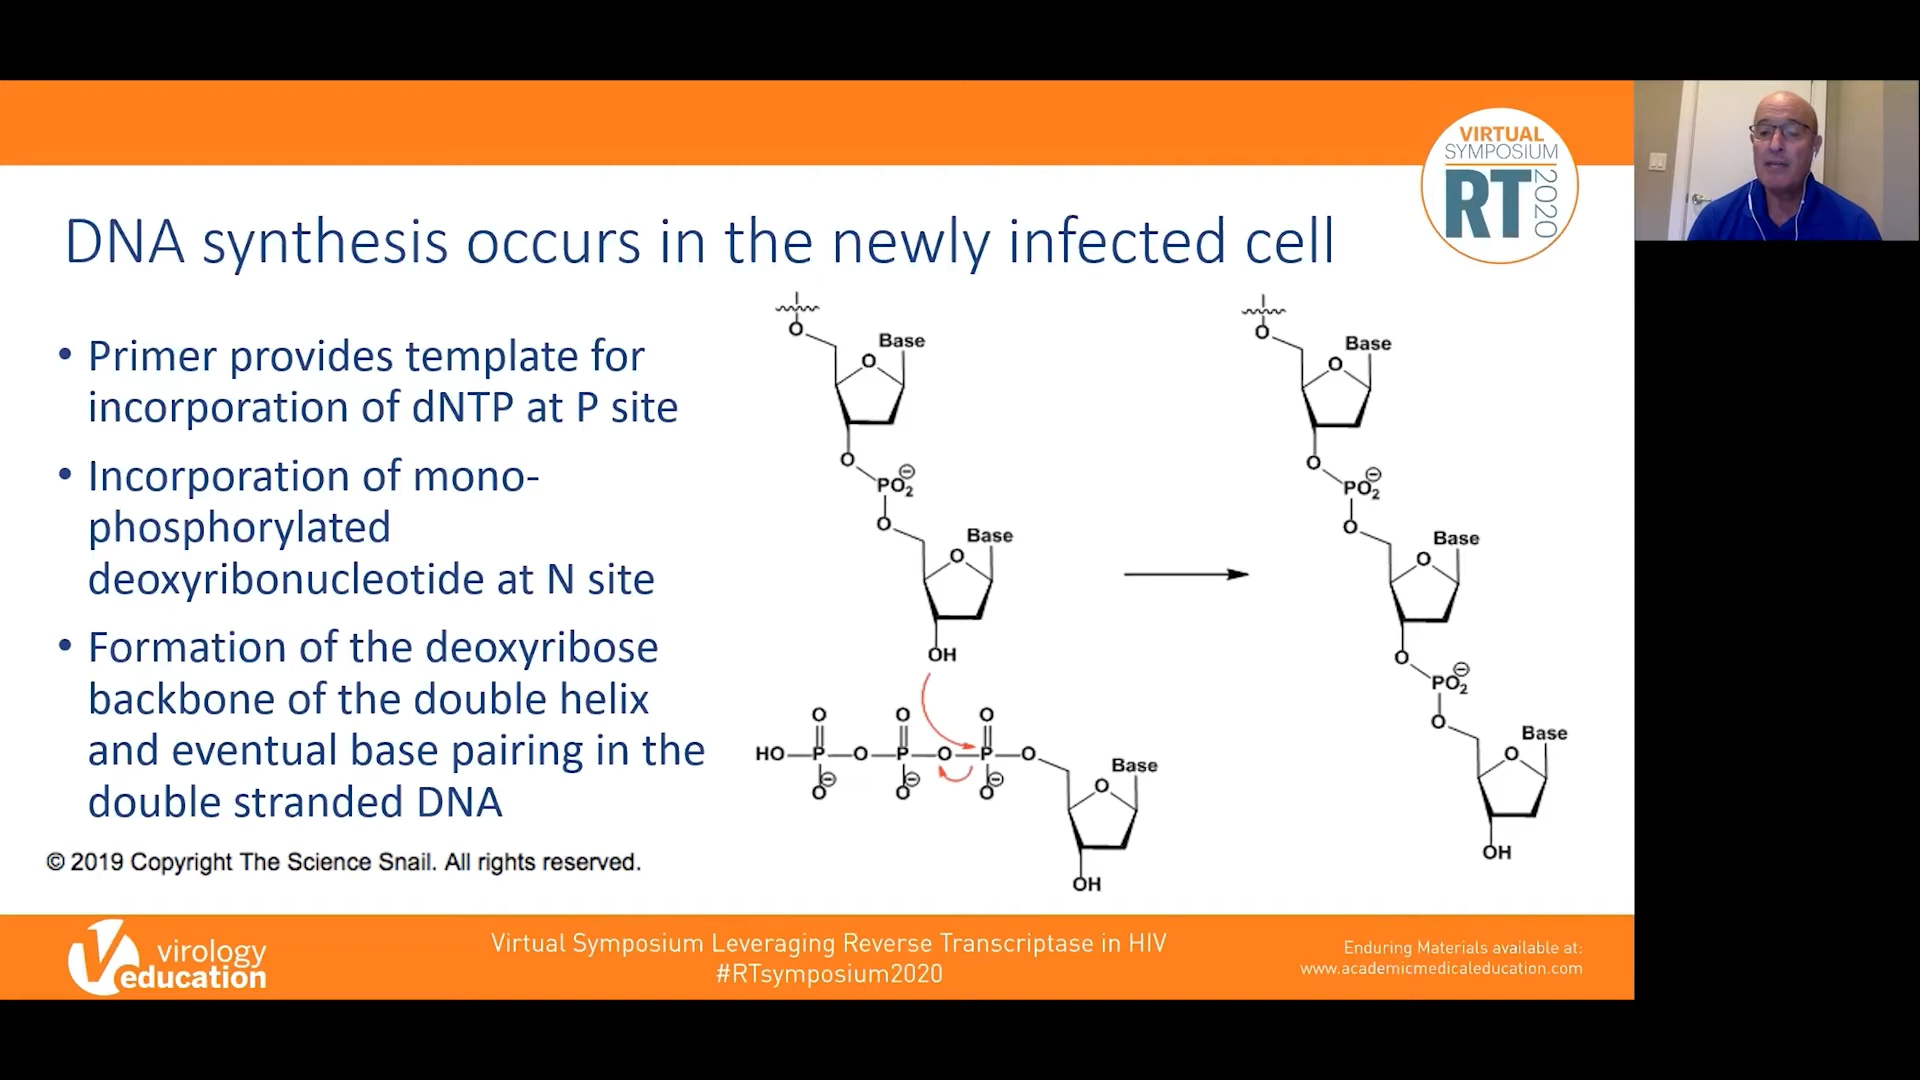 VIRTUAL
SYMPOSIUM
RT
2020
DNA synthesis occurs in the newly infected cell
• Primer provides template for
incorporation of dNTP at P site
• Incorporation of mono-
phosphorylated
deoxyribonucleotide at N site
• Formation of the deoxyribose
backbone of the double helix
and eventual base pairing in the
double stranded DNA
© 2019 Copyright The Science Snail. All rights reserved.
O
Base
O
O
PO₂⊖
O
Base
O
OH
O O O
HO P O P O P O
O⊖ O⊖ O⊖
Base
O
OH
O
Base
O
O
PO₂⊖
O
Base
O
O
PO₂⊖
O
Base
O
OH
virology
education
Virtual Symposium Leveraging Reverse Transcriptase in HIV
#RTsymposium2020
Enduring Materials available at:
www.academicmedicaleducation.com